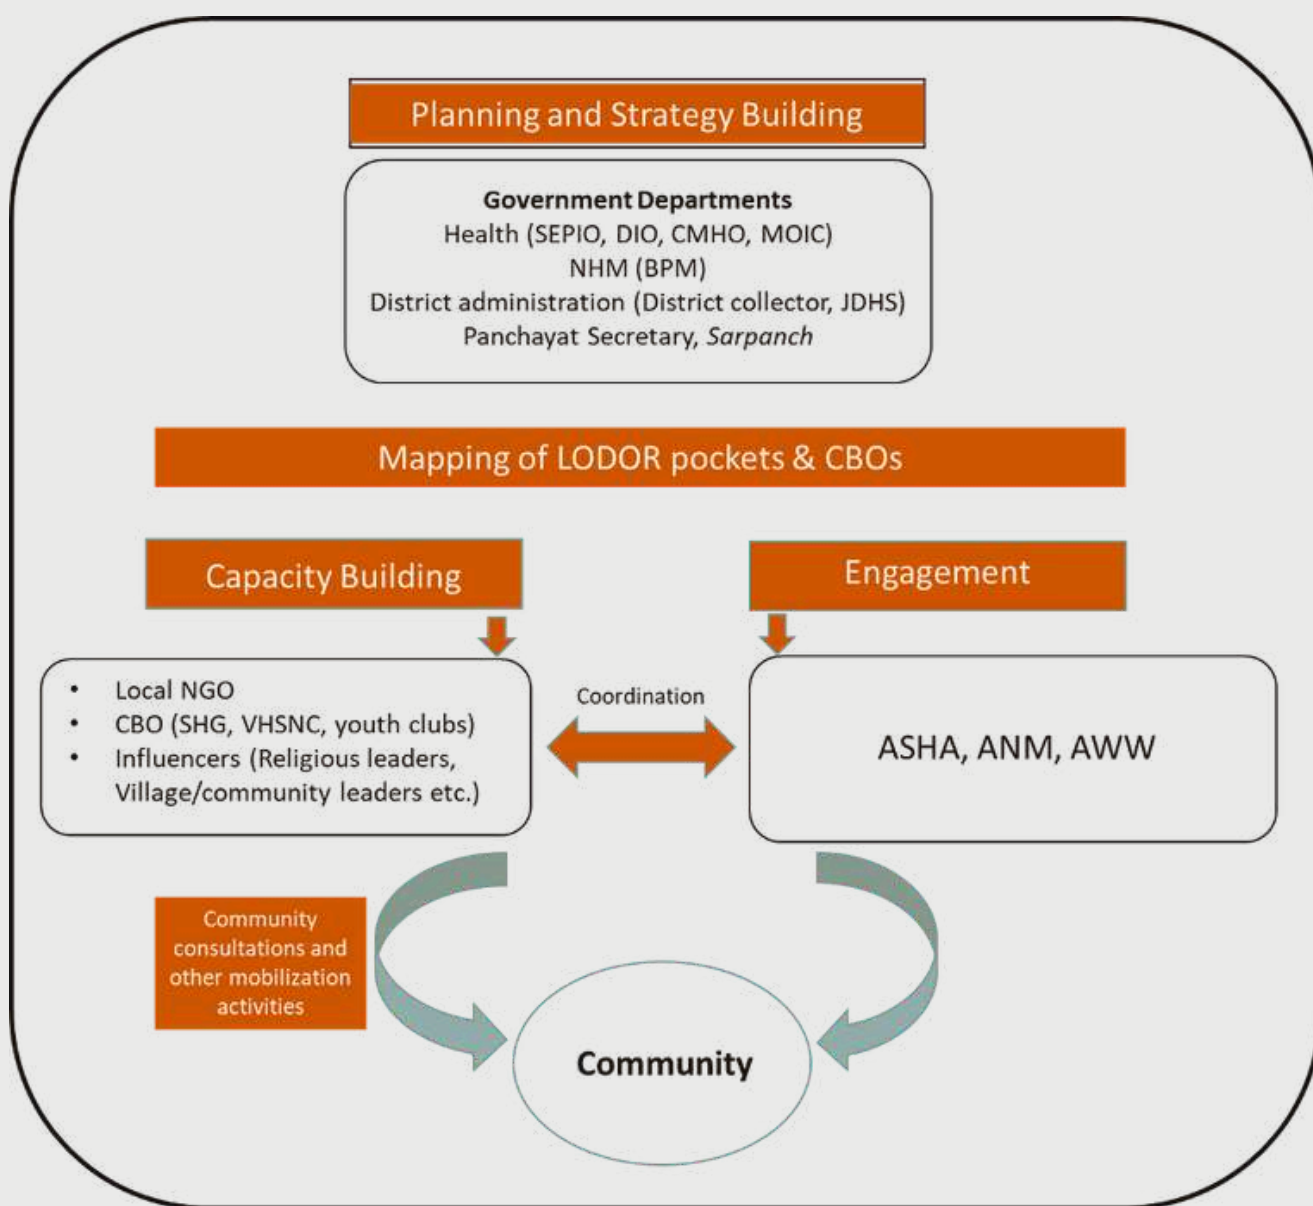 Planning and Strategy Building
Government Departments
Health (SEPIO, DIO, CMHO, MOIC)
NHM (BPM)
District administration (District collector, JDHS)
Panchayat Secretary, Sarpanch
Mapping of LODOR pockets & CBOs
Capacity Building
Engagement
• Local NGO
• CBO (SHG, VHSNC, youth clubs)
• Influencers (Religious leaders,
Village/community leaders etc.)
Coordination
ASHA, ANM, AWW
Community
consultations and
other mobilization
activities
Community